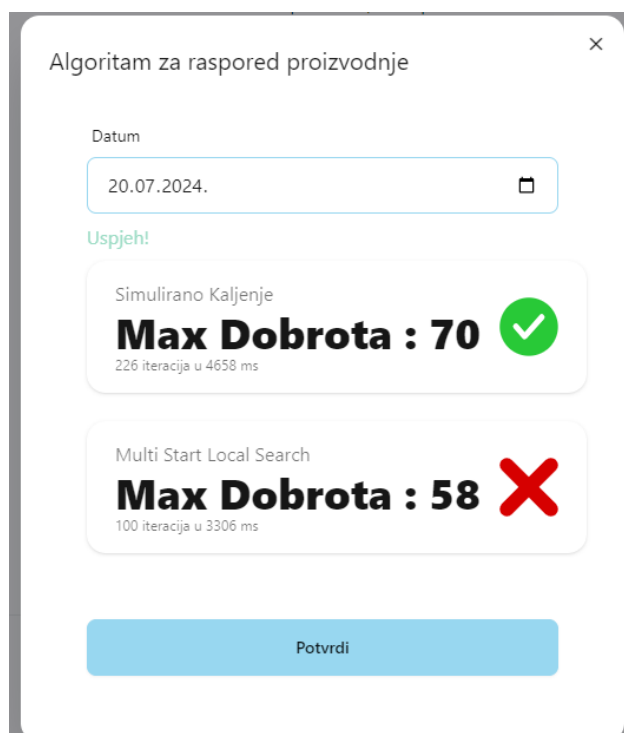 Algoritam za raspored proizvodnje
Datum
20.07.2024.
Uspjeh!
Simulirano Kaljenje
Max Dobrota : 70
226 iteracija u 4658 ms
Multi Start Local Search
Max Dobrota : 58
100 iteracija u 3306 ms
Potvrdi